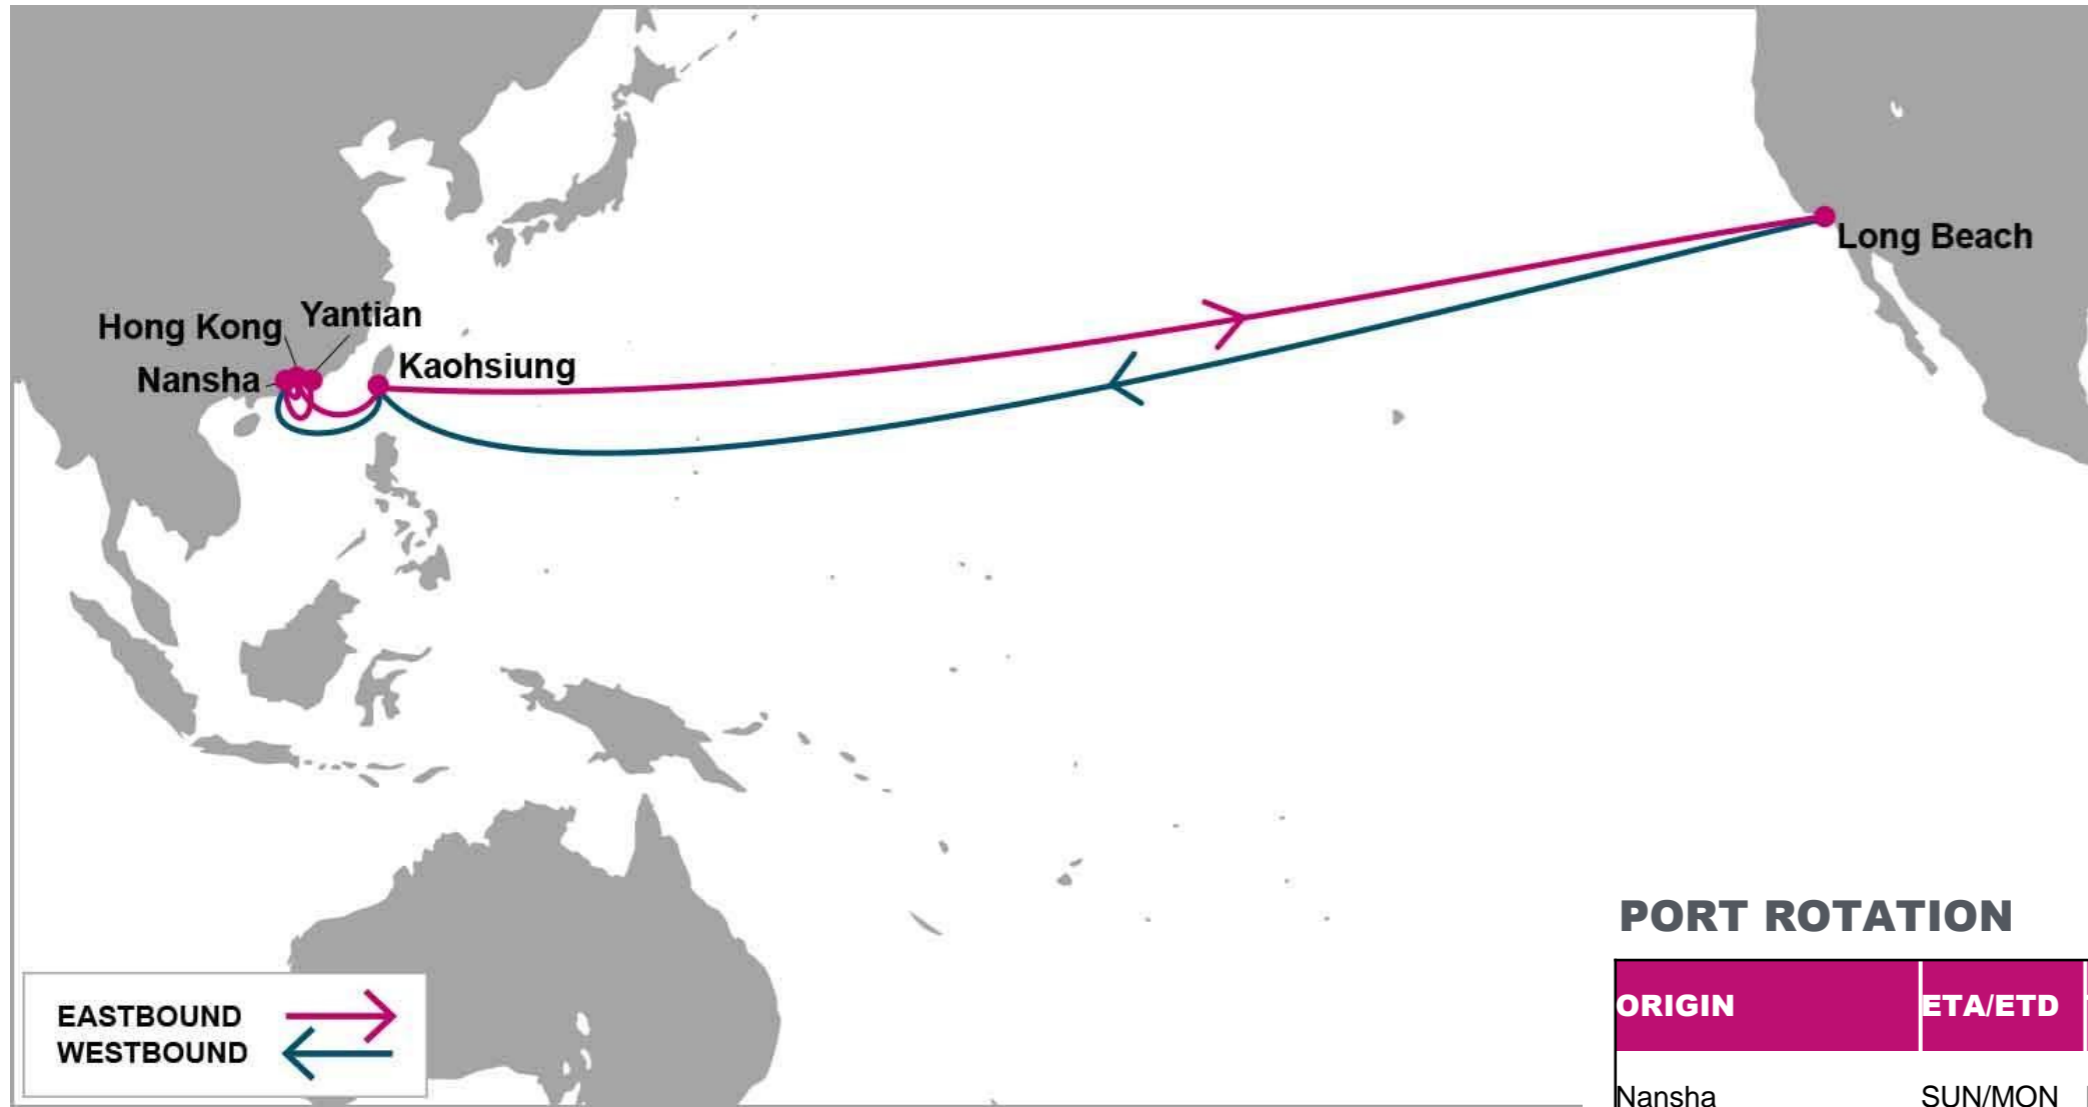 Hong Kong
Yantian
Nansha
Kaohsiung
Long Beach
EASTBOUND
WESTBOUND
PORT ROTATION
ORIGIN ETA/ETD
Nansha SUN/MON